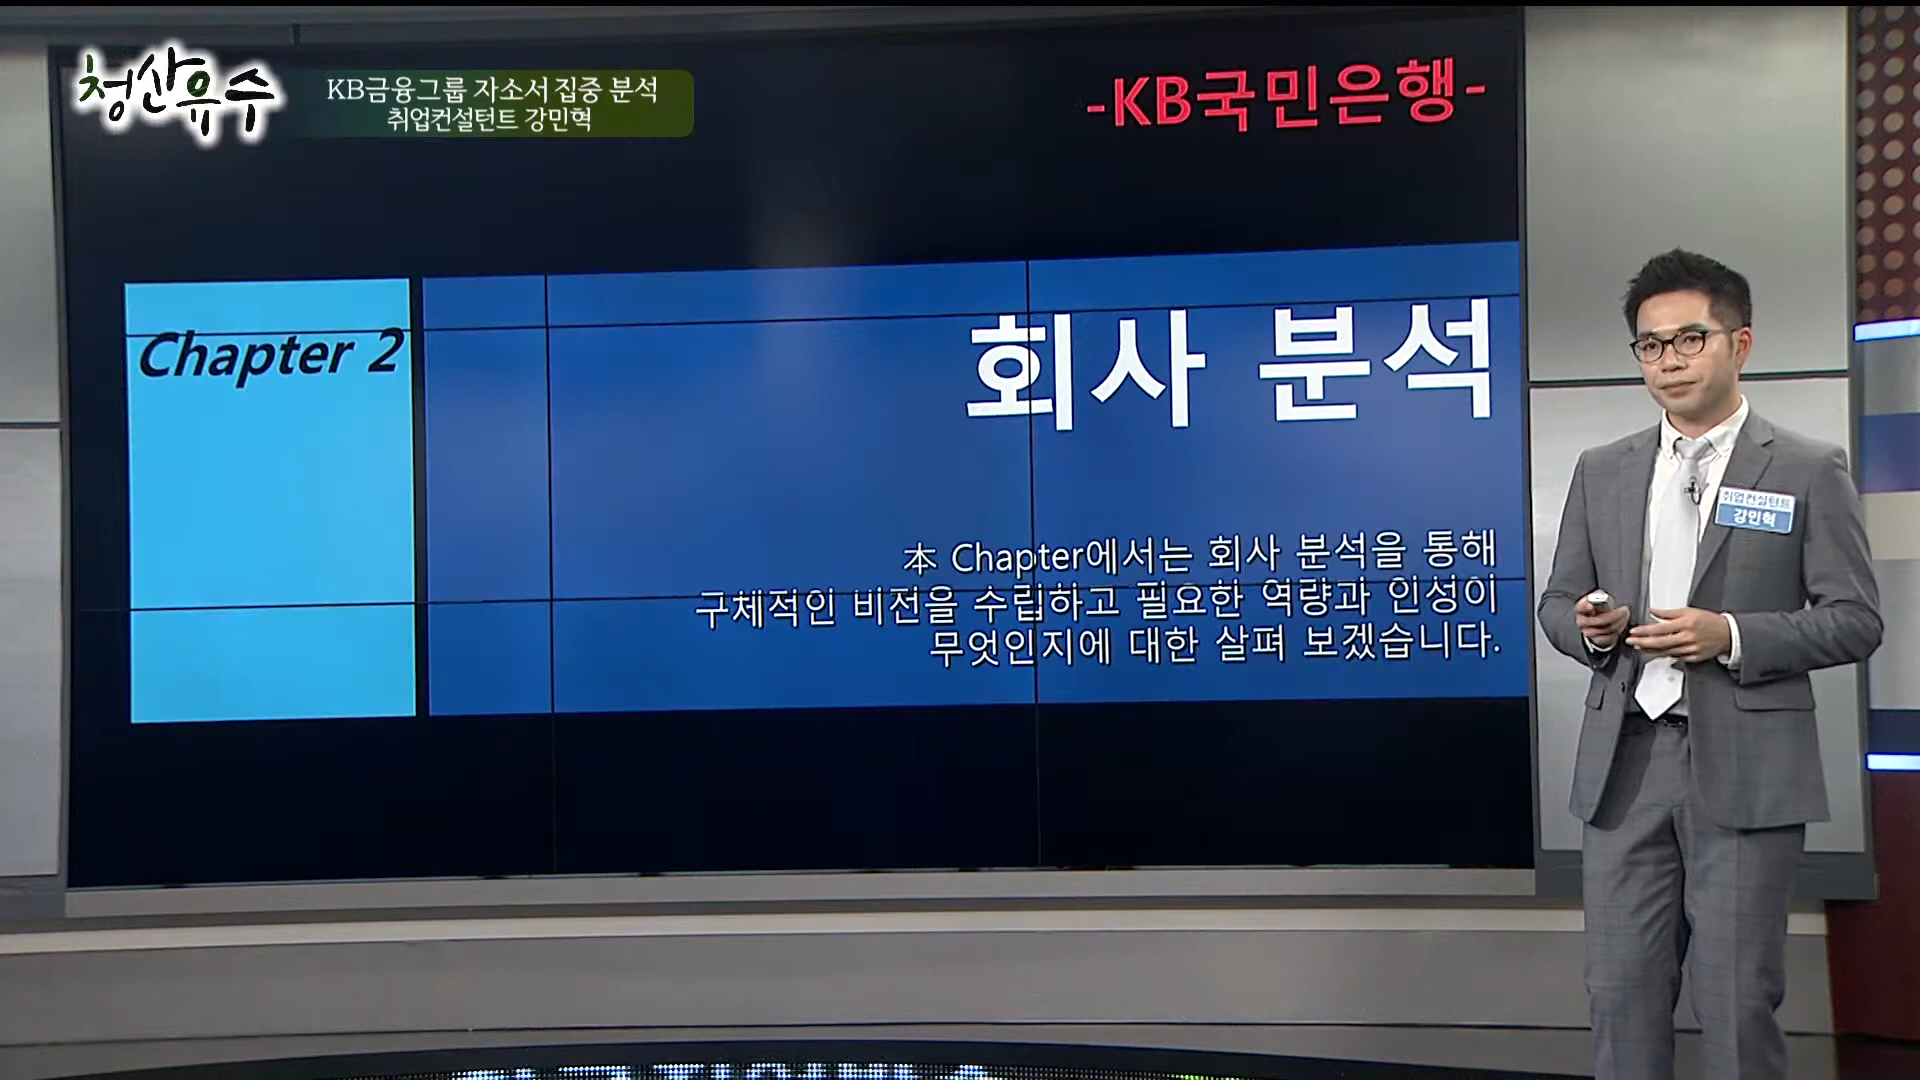 청산유수
KB금융그룹 자소서 집중 분석
취업컨설턴트 강민혁
-KB국민은행-
Chapter 2
회사 분석
本 Chapter에서는 회사 분석을 통해
구체적인 비전을 수립하고 필요한 역량과 인성이
무엇인지에 대한 살펴 보겠습니다.
취업컨설턴트
강민혁